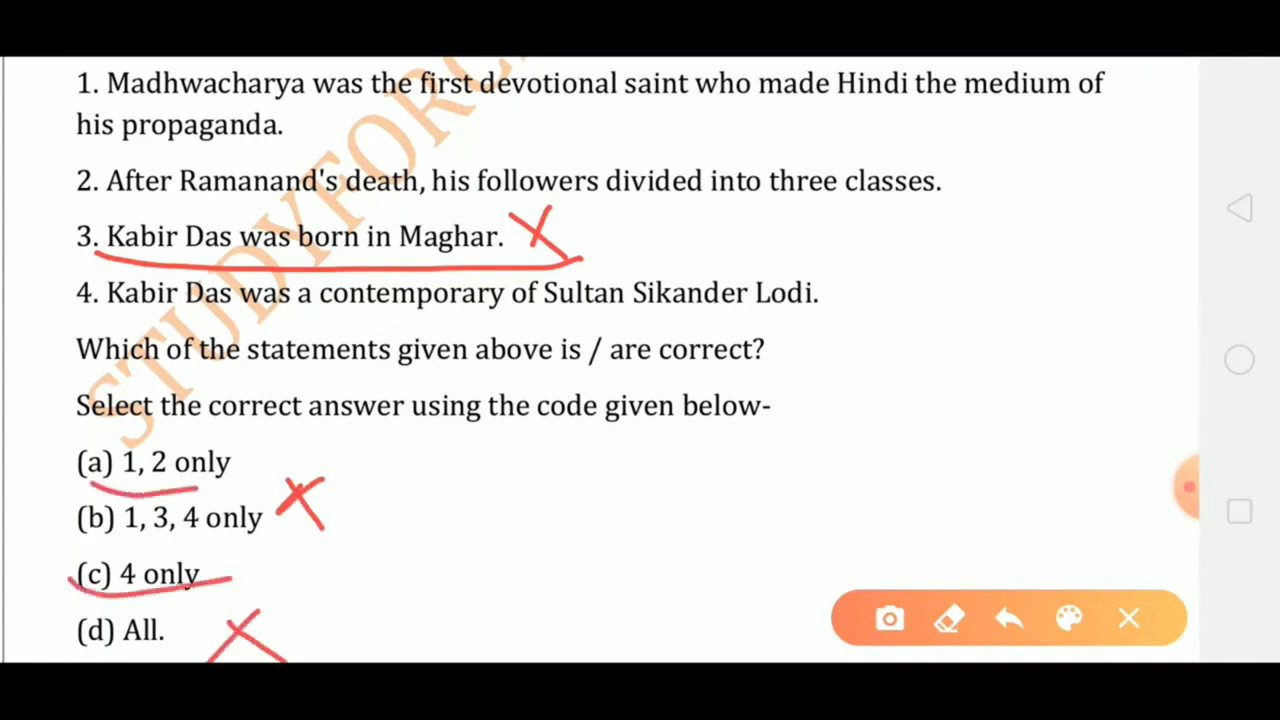 1. Madhwacharya was the first devotional saint who made Hindi the medium of
his propaganda.
2. After Ramanand's death, his followers divided into three classes.
3. Kabir Das was born in Maghar.
4. Kabir Das was a contemporary of Sultan Sikander Lodi.
Which of the statements given above is / are correct?
Select the correct answer using the code given below-
(a) 1, 2 only
(b) 1, 3, 4 only
(c) 4 only
(d) All.
STUDYFORC